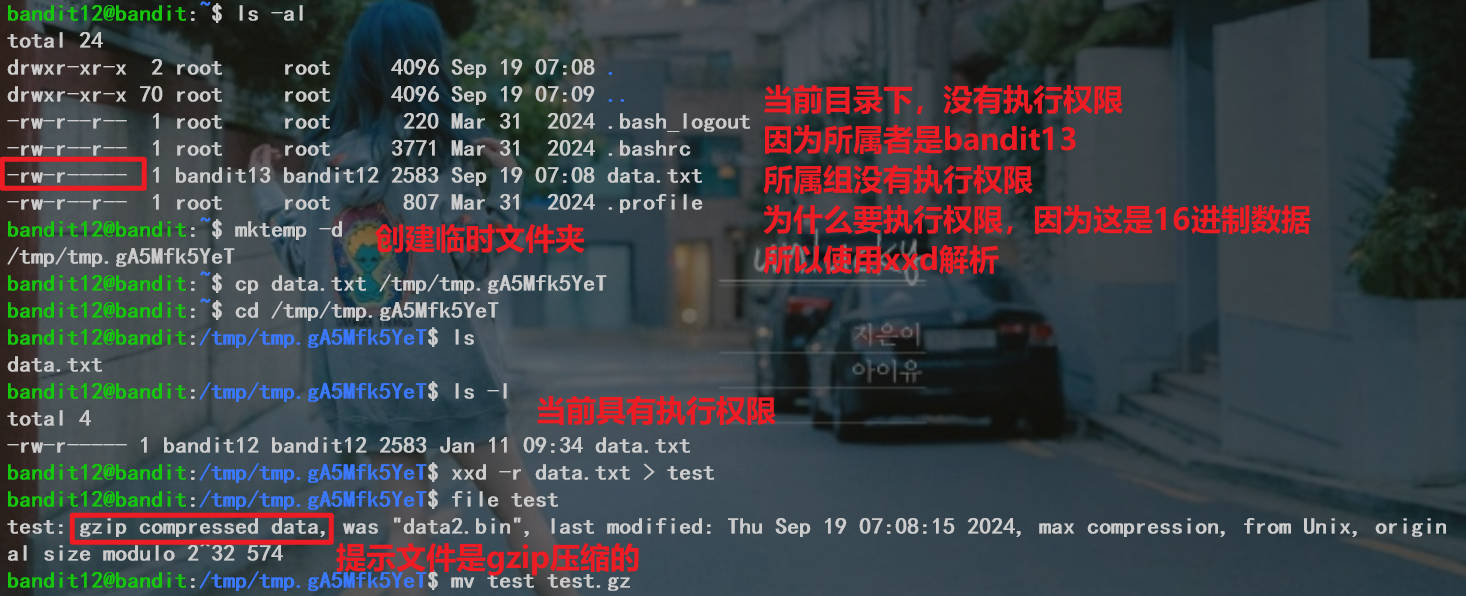 bandit12@bandit:~$ ls -al
total 24
drwxr-xr-x  2 root     root     4096 Sep 19 07:08 .
drwxr-xr-x 70 root     root     4096 Sep 19 07:09 ..
-rw-r--r--  1 root     root      220 Mar 31  2024 .bash_logout
-rw-r--r--  1 root     root     3771 Mar 31  2024 .bashrc
-rw-r-----  1 bandit13 bandit12 2583 Sep 19 07:08 data.txt
-rw-r--r--  1 root     root      807 Mar 31  2024 .profile
当前目录下，没有执行权限
因为所属者是bandit13
所属组没有执行权限
为什么要执行权限，因为这是16进制数据
所以使用xxd解析
bandit12@bandit:~$ mktemp -d
创建临时文件夹
/tmp/tmp.gA5Mfk5YeT
bandit12@bandit:~$ cp data.txt /tmp/tmp.gA5Mfk5YeT
bandit12@bandit:~$ cd /tmp/tmp.gA5Mfk5YeT
bandit12@bandit:/tmp/tmp.gA5Mfk5YeT$ ls
지은이
data.txt
아이유
bandit12@bandit:/tmp/tmp.gA5Mfk5YeT$ ls -l
当前具有执行权限
total 4
-rw-r----- 1 bandit12 bandit12 2583 Jan 11 09:34 data.txt
bandit12@bandit:/tmp/tmp.gA5Mfk5YeT$ xxd -r data.txt > test
bandit12@bandit:/tmp/tmp.gA5Mfk5YeT$ file test
test: gzip compressed data, was "data2.bin", last modified: Thu Sep 19 07:08:15 2024, max compression, from Unix, origin
al size modulo 2^32 574
提示文件是gzip压缩的
bandit12@bandit:/tmp/tmp.gA5Mfk5YeT$ mv test test.gz